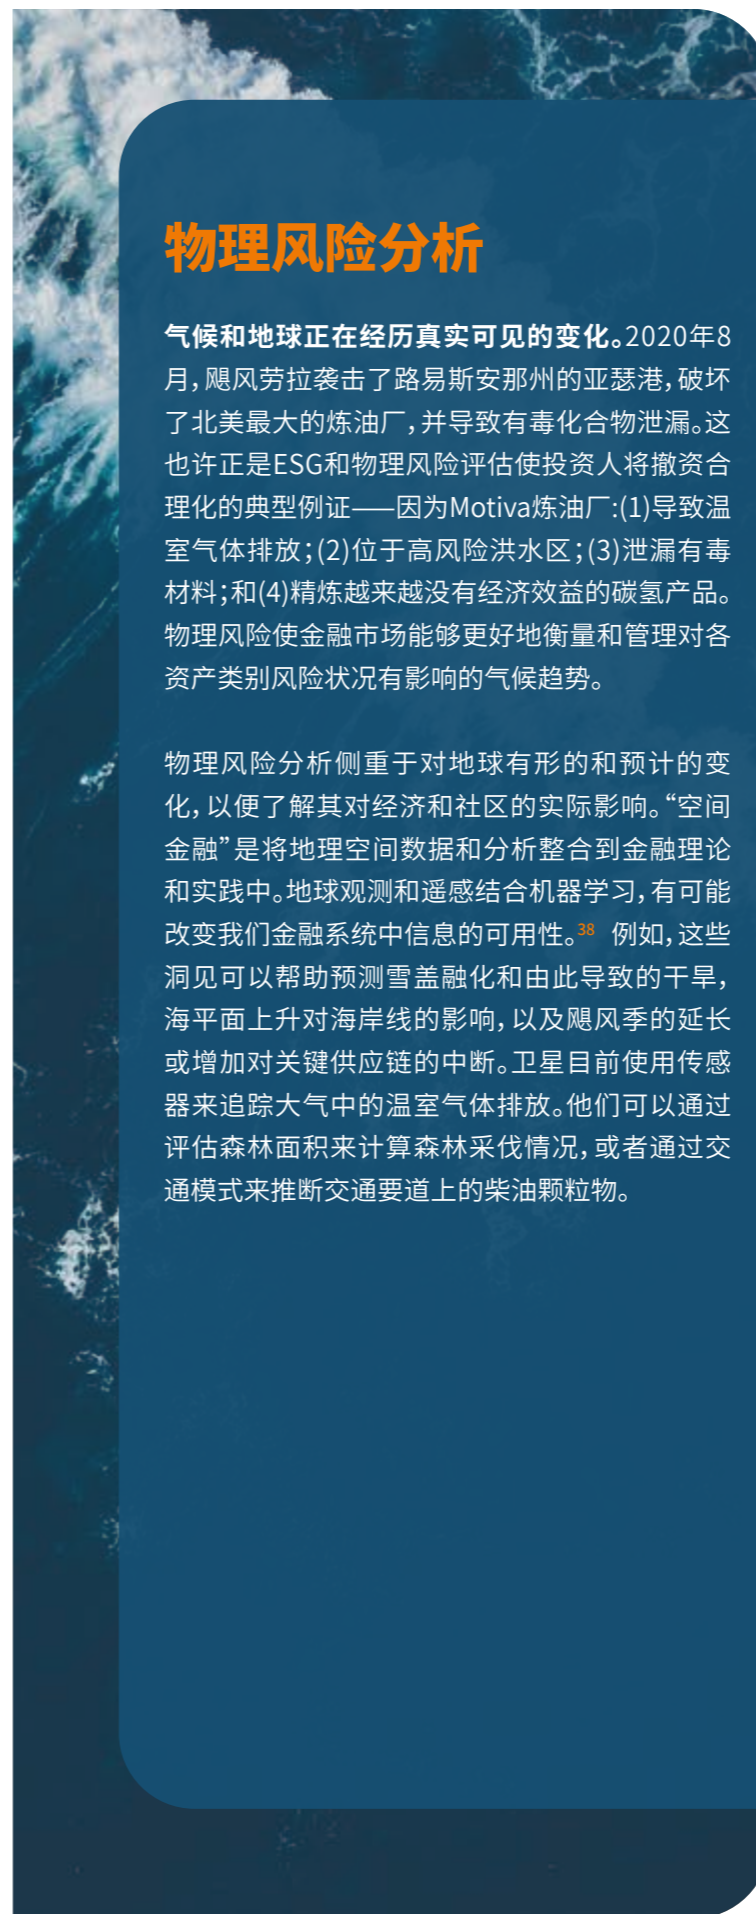 物理风险分析
气候和地球正在经历真实可见的变化。2020年8
月，飓风劳拉袭击了路易斯安那州的亚瑟港，破坏
了北美最大的炼油厂，并导致有毒化合物泄漏。这
也许正是ESG和物理风险评估使投资人将撤资合
理化的典型例证——因为Motiva炼油厂:(1)导致温
室气体排放；(2)位于高风险洪水区；(3)泄漏有毒
材料；和(4)精炼越来越没有经济效益的碳氢产品。
物理风险使金融市场能够更好地衡量和管理对各
资产类别风险状况有影响的气候趋势。
物理风险分析侧重于对地球有形的和预计的变
化，以便了解其对经济和社区的实际影响。“空间
金融”是将地理空间数据和分析整合到金融理论
和实践中。地球观测和遥感结合机器学习，有可能
改变我们金融系统中信息的可用性。38 例如，这些
洞见可以帮助预测雪盖融化和由此导致的干旱，
海平面上升对海岸线的影响，以及飓风季的延长
或增加对关键供应链的中断。卫星目前使用传感
器来追踪大气中的温室气体排放。他们可以通过
评估森林面积来计算森林采伐情况，或者通过交
通模式来推断交通要道上的柴油颗粒物。